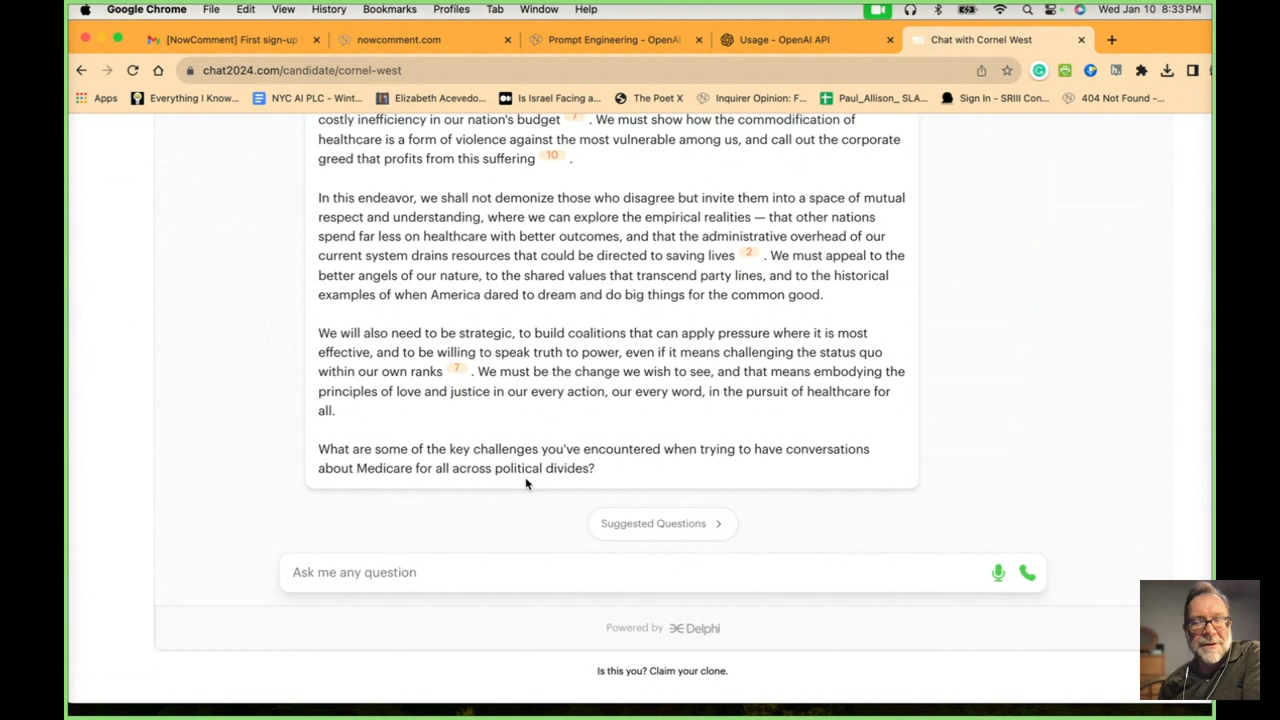 Google Chrome File Edit View History Bookmarks Profiles Tab Window Help Wed Jan 10 8:33 PM
[NowComment] First sign-up nowcomment.com Prompt Engineering - OpenAI Usage - OpenAI API Chat with Cornel West
chat2024.com/candidate/cornel-west
Apps Everything I Know... NYC AI PLC - Wint... Elizabeth Acevedo... Is Israel Facing a... The Poet X Inquirer Opinion: F... Paul_Allison_ SLA... Sign In - SRIII Con... 404 Not Found -...
costly inefficiency in our nation's budget 7 . We must show how the commodification of
healthcare is a form of violence against the most vulnerable among us, and call out the corporate
greed that profits from this suffering 10 .
In this endeavor, we shall not demonize those who disagree but invite them into a space of mutual
respect and understanding, where we can explore the empirical realities — that other nations
spend far less on healthcare with better outcomes, and that the administrative overhead of our
current system drains resources that could be directed to saving lives 2 . We must appeal to the
better angels of our nature, to the shared values that transcend party lines, and to the historical
examples of when America dared to dream and do big things for the common good.
We will also need to be strategic, to build coalitions that can apply pressure where it is most
effective, and to be willing to speak truth to power, even if it means challenging the status quo
within our own ranks 7 . We must be the change we wish to see, and that means embodying the
principles of love and justice in our every action, our every word, in the pursuit of healthcare for
all.
What are some of the key challenges you've encountered when trying to have conversations
about Medicare for all across political divides?
Suggested Questions
Ask me any question
Powered by Delphi
Is this you? Claim your clone.